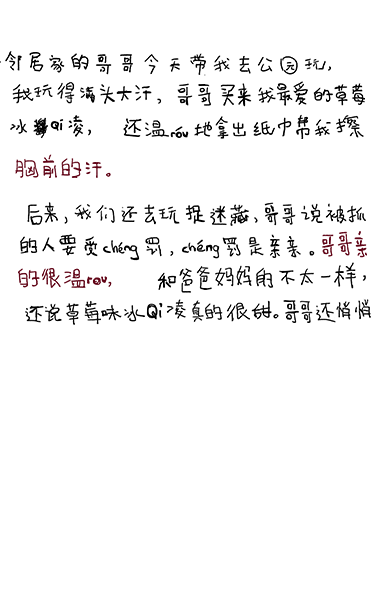 邻居家的哥哥今天带我去公园玩,
我玩得满头大汗,哥哥买来我最爱的草莓
冰Qi凌,还温róu地拿出纸巾帮我擦
胸前的汗。
后来,我们还去玩捉迷藏,哥哥说被抓
的人要受chéng罚,chéng罚是亲亲。哥哥亲
的很温rou,和爸爸妈妈的不太一样,
还说草莓味冰Qi凌真的很甜。哥哥还悄悄